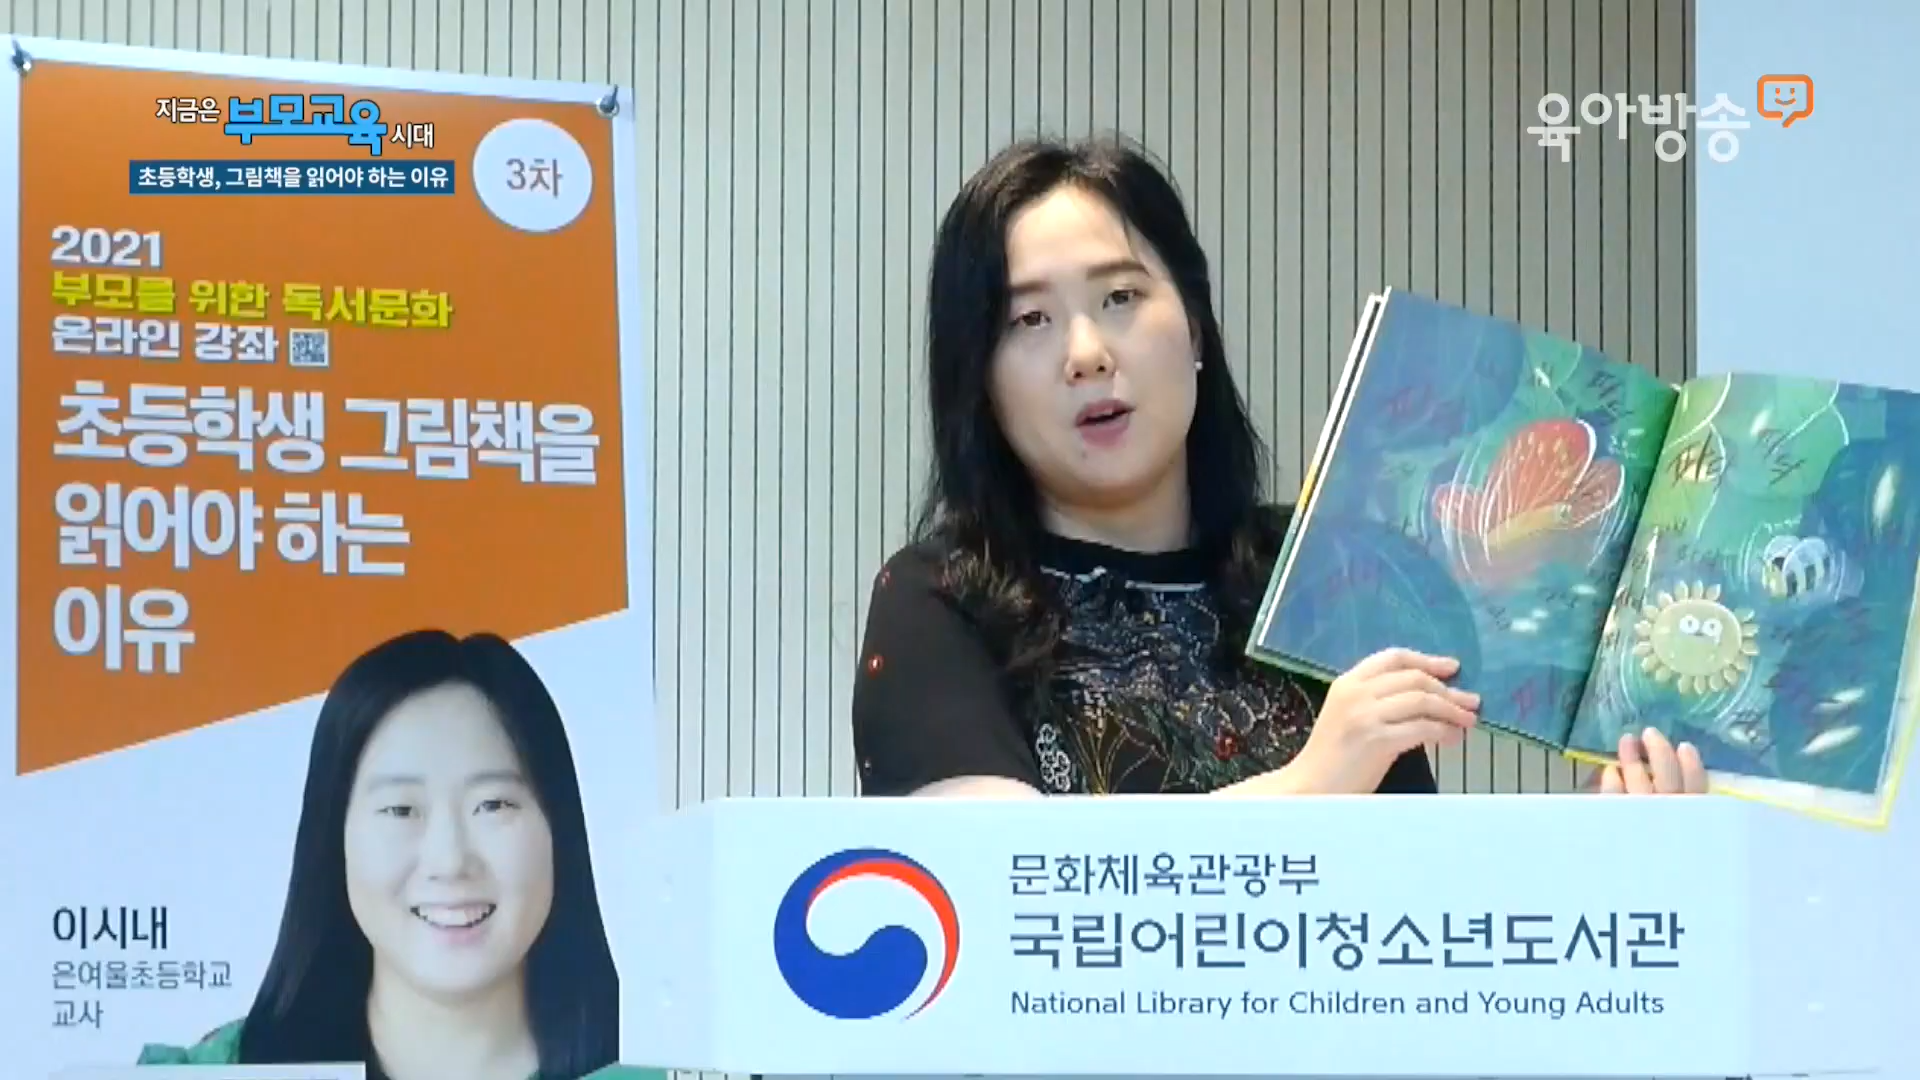 지금은 부모교육 시대
초등학생, 그림책을 읽어야 하는 이유
육아방송
3차
2021
부모를 위한 독서문화
온라인 강좌
초등학생 그림책을
읽어야 하는
이유
이시내
은여울초등학교
교사
문화체육관광부
국립어린이청소년도서관
National Library for Children and Young Adults